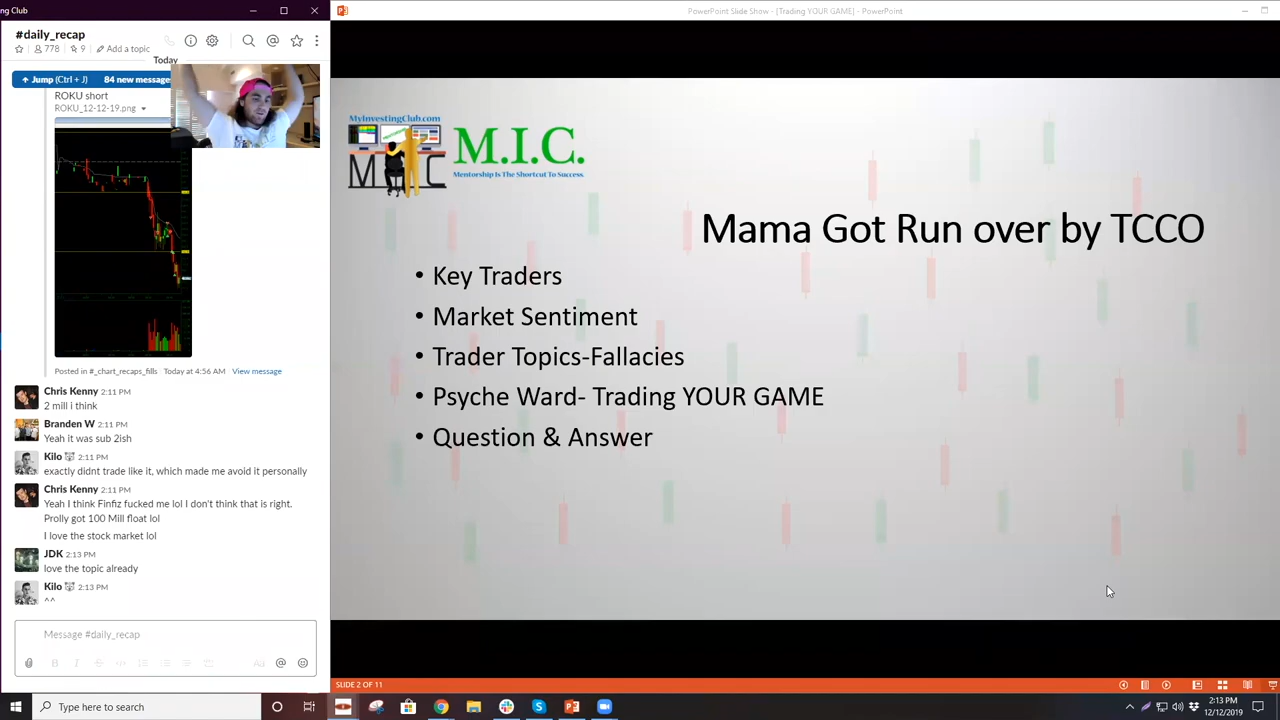 ng Club
#daily_recap
778
9
Add a topic
Today
Jump (Ctrl + J)
84 new message
ROKU short
ROKU_12-12-19.png
Posted in #_chart_recaps_fills Today at 4:56 AM View message
Chris Kenny 2:11 PM
2 mill i think
Branden W 2:11 PM
Yeah it was sub 2ish
Kilo 2:11 PM
exactly didnt trade like it, which made me avoid it personally
Chris Kenny 2:11 PM
Yeah I think Finfiz fucked me lol I don't think that is right.
Prolly got 100 Mill float lol
I love the stock market lol
JDK 2:13 PM
love the topic already
Kilo 2:13 PM
^^
Message #daily_recap
PowerPoint Slide Show - [Trading YOUR GAME] - PowerPoint
MyInvestingClub.com
MIC
M.I.C.
Mentorship Is The Shortcut To Success.
Mama Got Run over by TCCO
• Key Traders
• Market Sentiment
• Trader Topics-Fallacies
• Psyche Ward- Trading YOUR GAME
• Question & Answer
SLIDE 2 OF 11
Type here to search
2:13 PM
12/12/2019